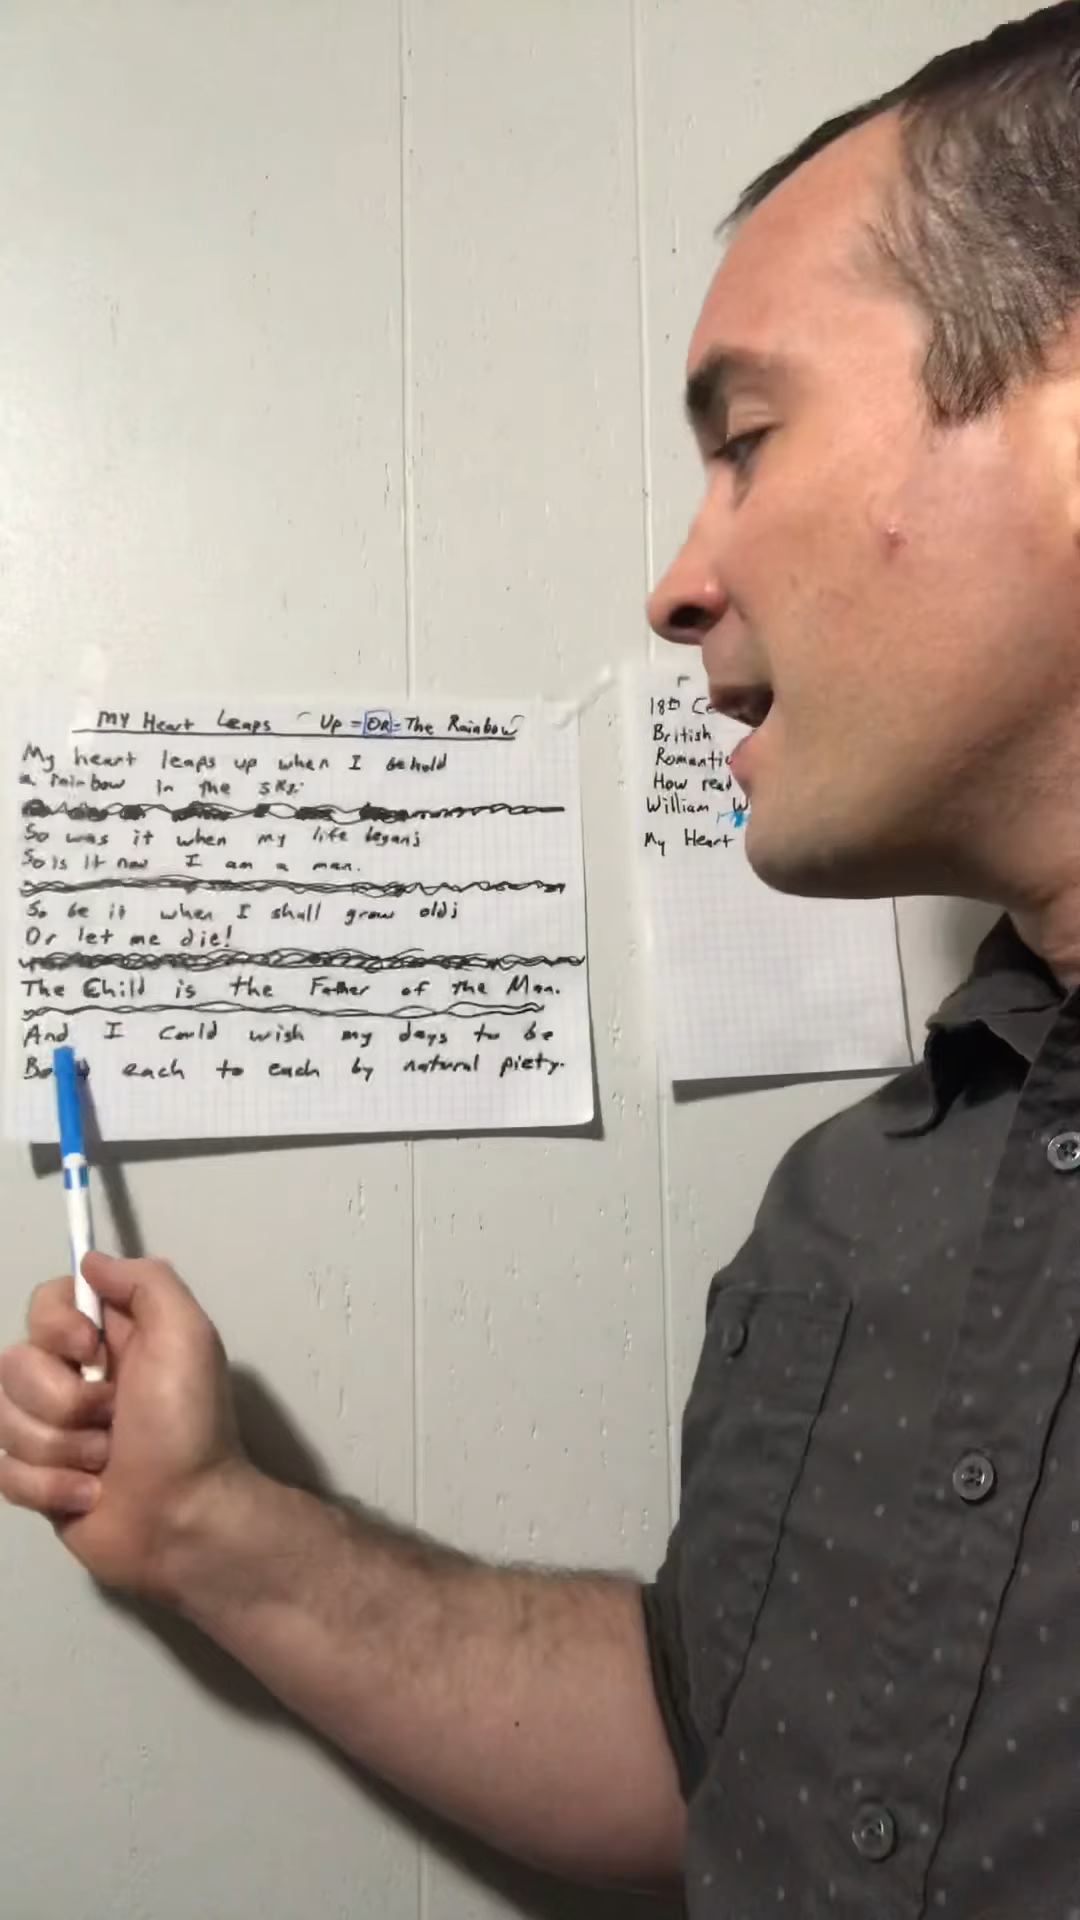 My Heart Leaps Up = OR = The Rainbow
My heart leaps up when I behold
a rainbow in the sky:
So was it when my life began;
So is it now I am a man.
So be it when I shall grow old;
Or let me die!
The Child is the Father of the Man.
And I could wish my days to be
each to each by natural piety.
18th
British
How read
William
My Heart